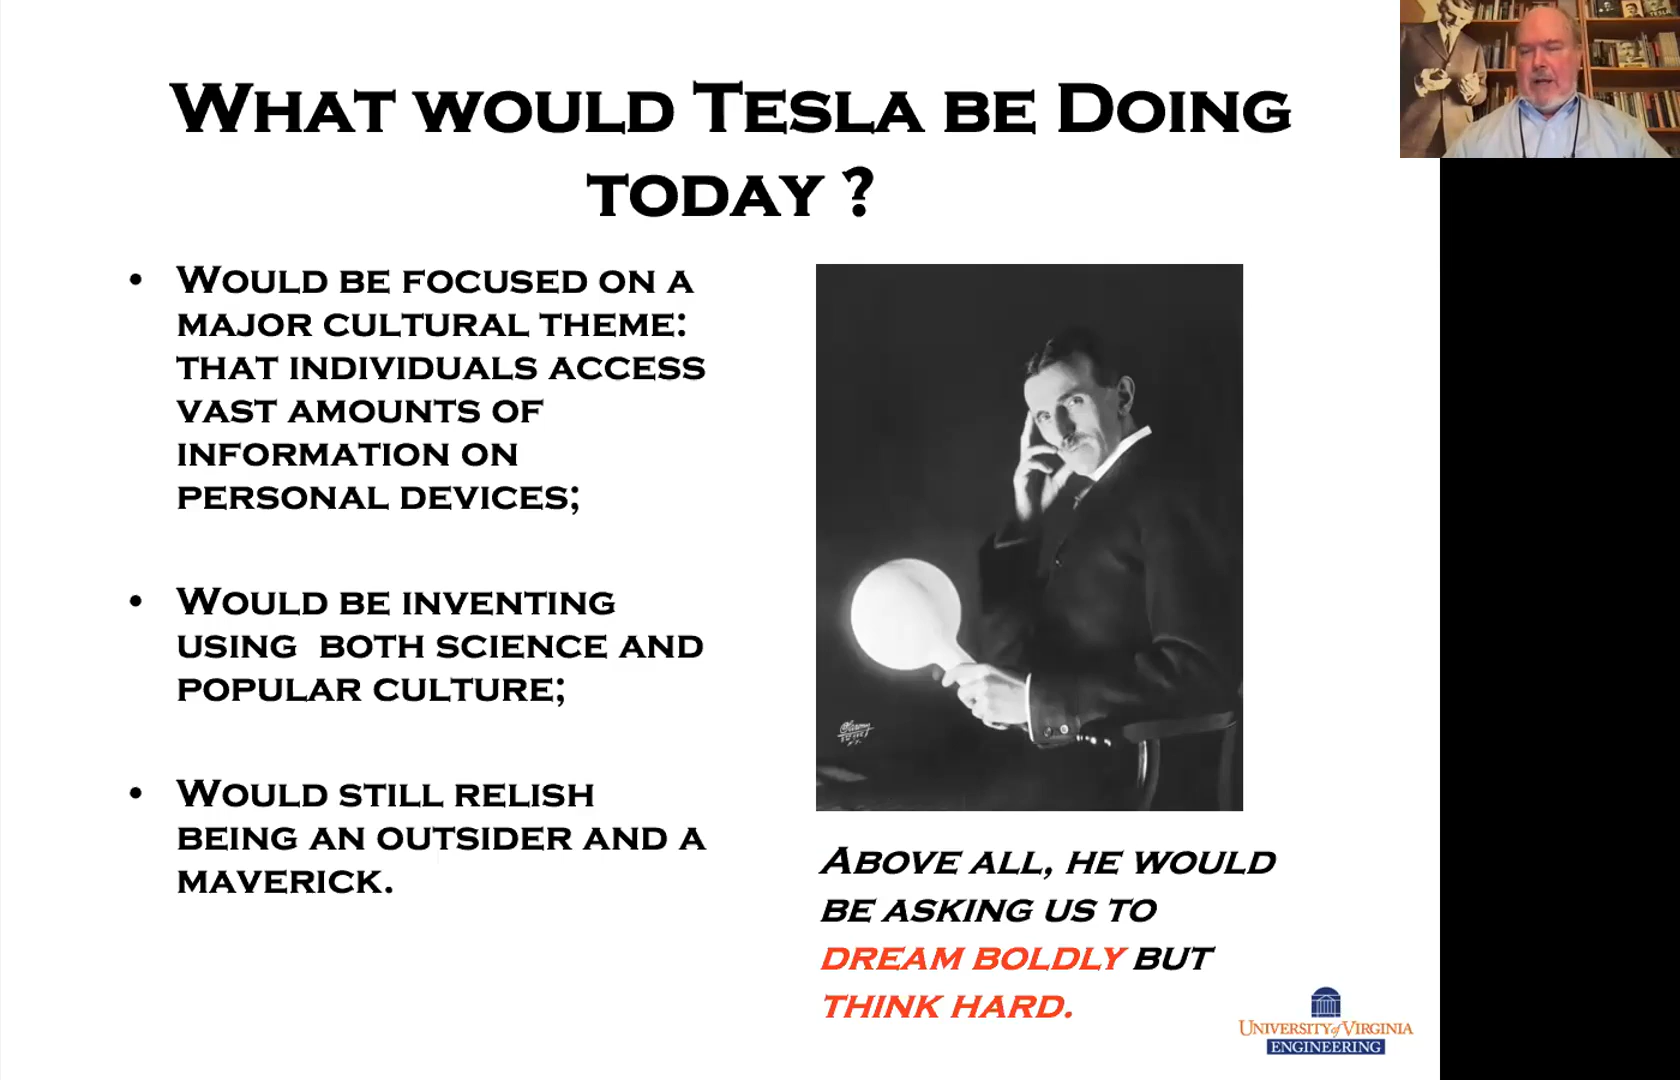 What would Tesla be Doing
today ?
• Would be focused on a
major cultural theme:
that individuals access
vast amounts of
information on
personal devices;
• Would be inventing
using both science and
popular culture;
• Would still relish
being an outsider and a
maverick.
Above all, he would
be asking us to
dream boldly but
think hard.
University of Virginia
ENGINEERING